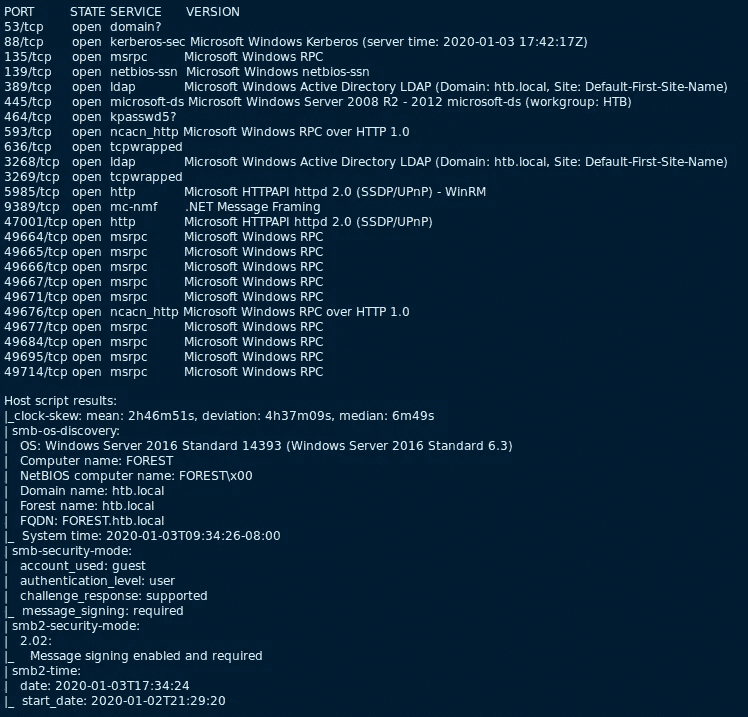 PORT STATE SERVICE VERSION
53/tcp open domain?
88/tcp open kerberos-sec Microsoft Windows Kerberos (server time: 2020-01-03 17:42:17Z)
135/tcp open msrpc Microsoft Windows RPC
139/tcp open netbios-ssn Microsoft Windows netbios-ssn
389/tcp open ldap Microsoft Windows Active Directory LDAP (Domain: htb.local, Site: Default-First-Site-Name)
445/tcp open microsoft-ds Microsoft Windows Server 2008 R2 - 2012 microsoft-ds (workgroup: HTB)
464/tcp open kpasswd5?
593/tcp open ncacn_http Microsoft Windows RPC over HTTP 1.0
636/tcp open tcpwrapped
3268/tcp open ldap Microsoft Windows Active Directory LDAP (Domain: htb.local, Site: Default-First-Site-Name)
3269/tcp open tcpwrapped
5985/tcp open http Microsoft HTTPAPI httpd 2.0 (SSDP/UPnP) - WinRM
9389/tcp open mc-nmf .NET Message Framing
47001/tcp open http Microsoft HTTPAPI httpd 2.0 (SSDP/UPnP)
49664/tcp open msrpc Microsoft Windows RPC
49665/tcp open msrpc Microsoft Windows RPC
49666/tcp open msrpc Microsoft Windows RPC
49667/tcp open msrpc Microsoft Windows RPC
49671/tcp open msrpc Microsoft Windows RPC
49676/tcp open ncacn_http Microsoft Windows RPC over HTTP 1.0
49677/tcp open msrpc Microsoft Windows RPC
49684/tcp open msrpc Microsoft Windows RPC
49695/tcp open msrpc Microsoft Windows RPC
49714/tcp open msrpc Microsoft Windows RPC
Host script results:
|_clock-skew: mean: 2h46m51s, deviation: 4h37m09s, median: 6m49s
| smb-os-discovery:
| OS: Windows Server 2016 Standard 14393 (Windows Server 2016 Standard 6.3)
| Computer name: FOREST
| NetBIOS computer name: FOREST\x00
| Domain name: htb.local
| Forest name: htb.local
| FQDN: FOREST.htb.local
|_ System time: 2020-01-03T09:34:26-08:00
| smb-security-mode:
| account_used: guest
| authentication_level: user
| challenge_response: supported
|_ message_signing: required
| smb2-security-mode:
| 2.02:
|_ Message signing enabled and required
| smb2-time:
| date: 2020-01-03T17:34:24
|_ start_date: 2020-01-02T21:29:20